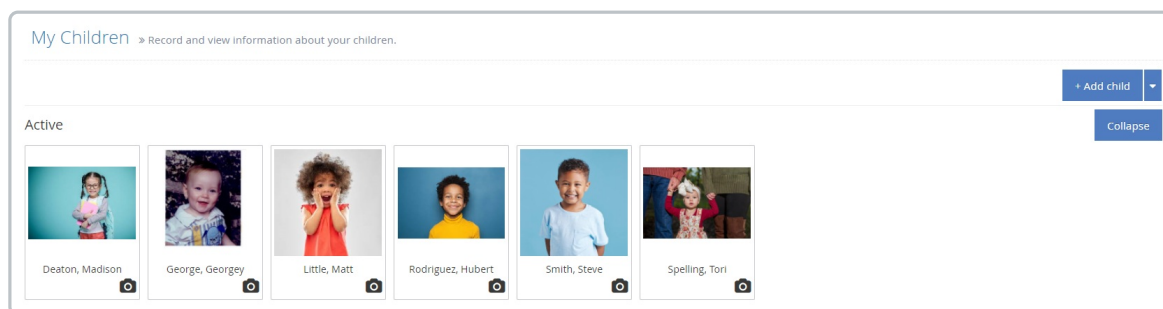 My Children » Record and view information about your children.
+ Add child
Active
Collapse
Deaton, Madison
George, Georgey
Little, Matt
Rodriguez, Hubert
Smith, Steve
Spelling, Tori